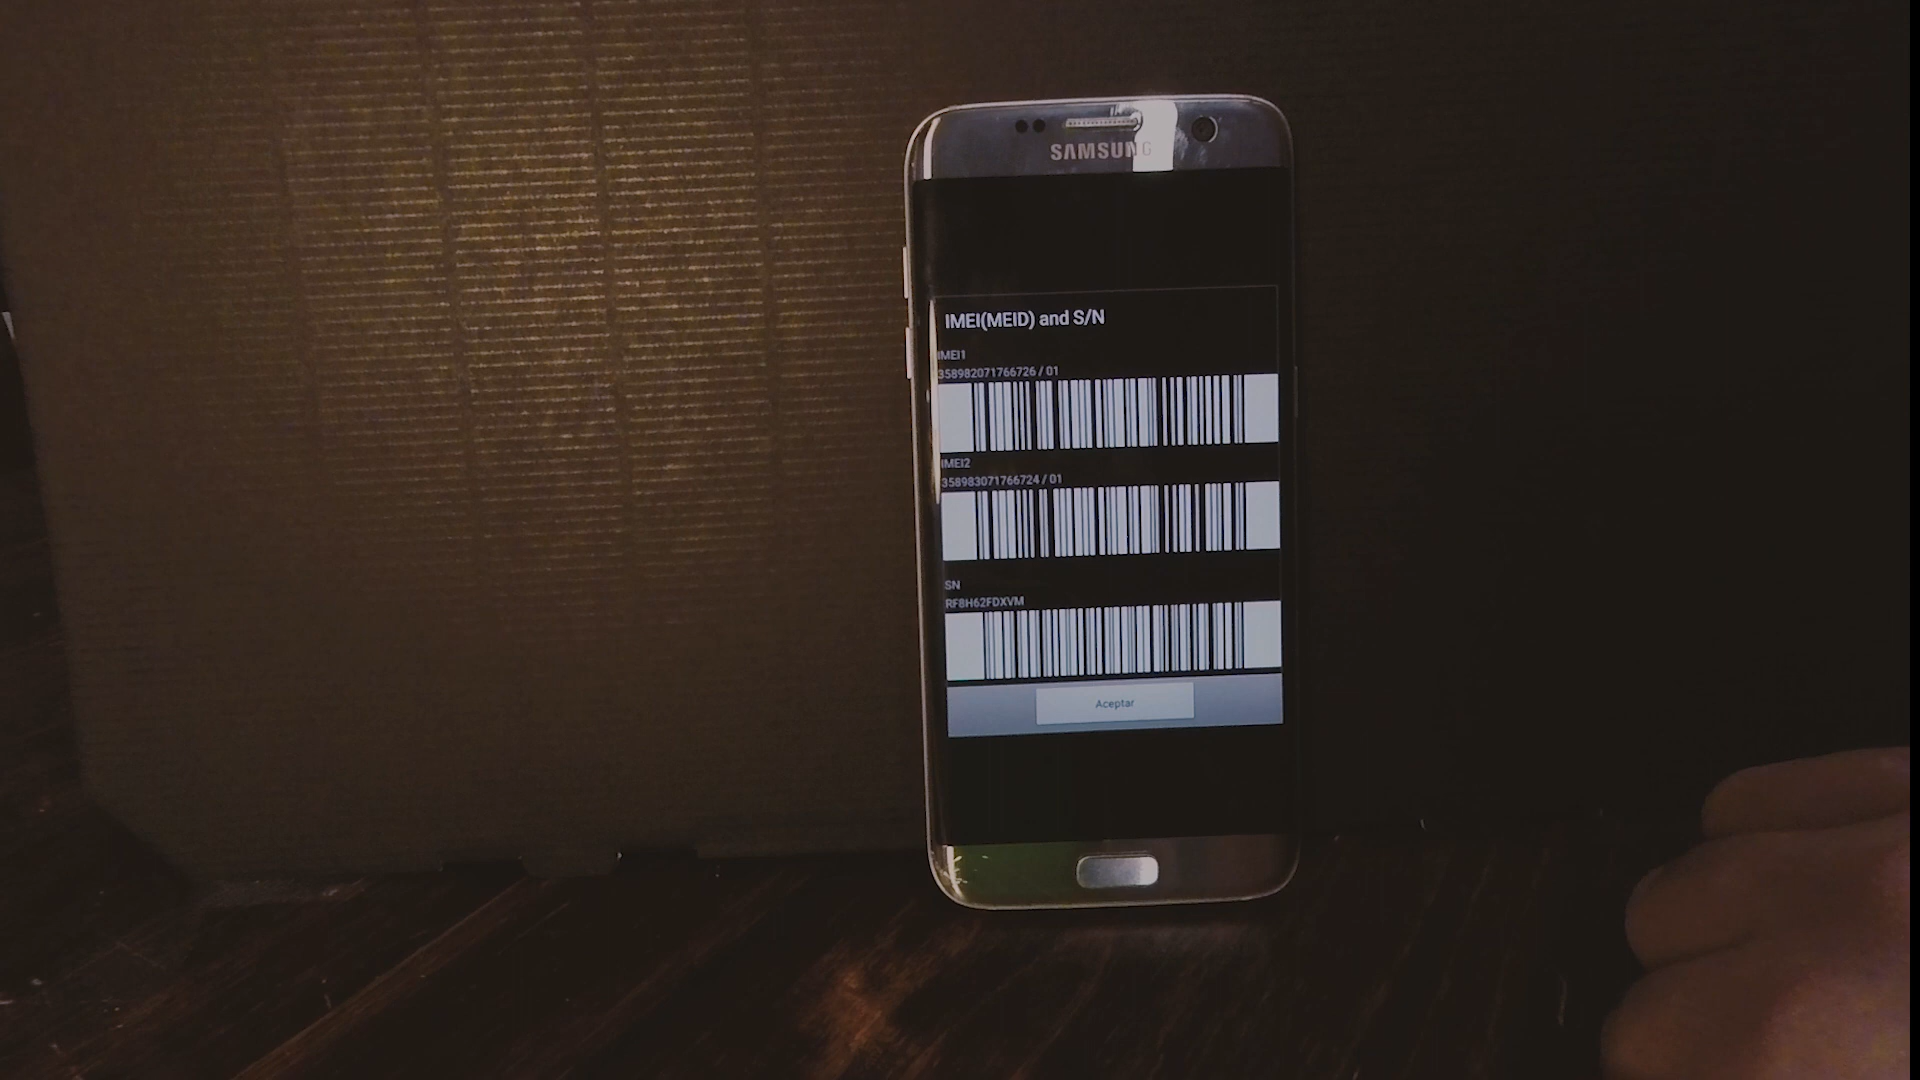 SAMSUNG
IMEI(MEID) and S/N
IMEI1
358982071766726 / 01
IMEI2
358983071766724 / 01
SN
RF8H62FDXVM
Aceptar